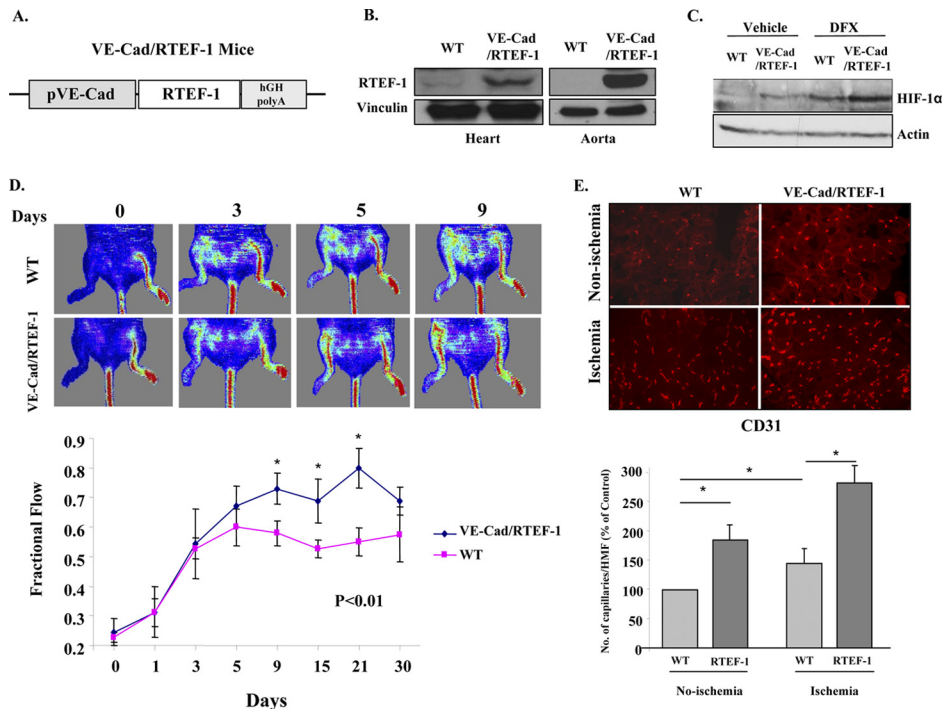 A.
VE-Cad/RTEF-1 Mice
pVE-Cad RTEF-1 hGH polyA
B.
WT VE-Cad /RTEF-1 WT VE-Cad /RTEF-1
RTEF-1
Vinculin
Heart Aorta
C.
Vehicle DFX
WT VE-Cad /RTEF-1 WT VE-Cad /RTEF-1
HIF-1α
Actin
D.
Days 0 3 5 9
WT
VE-Cad/RTEF-1
Fractional Flow
0.9
0.8
0.7
0.6
0.5
0.4
0.3
0.2
* * *
VE-Cad/RTEF-1
WT
P<0.01
0 1 3 5 9 15 21 30
Days
E.
WT VE-Cad/RTEF-1
Non-ischemia
Ischemia
CD31
No. of capillaries/HMF (% of Control)
300
250
200
150
100
150
0
* * *
WT RTEF-1 WT RTEF-1
No-ischemia Ischemia